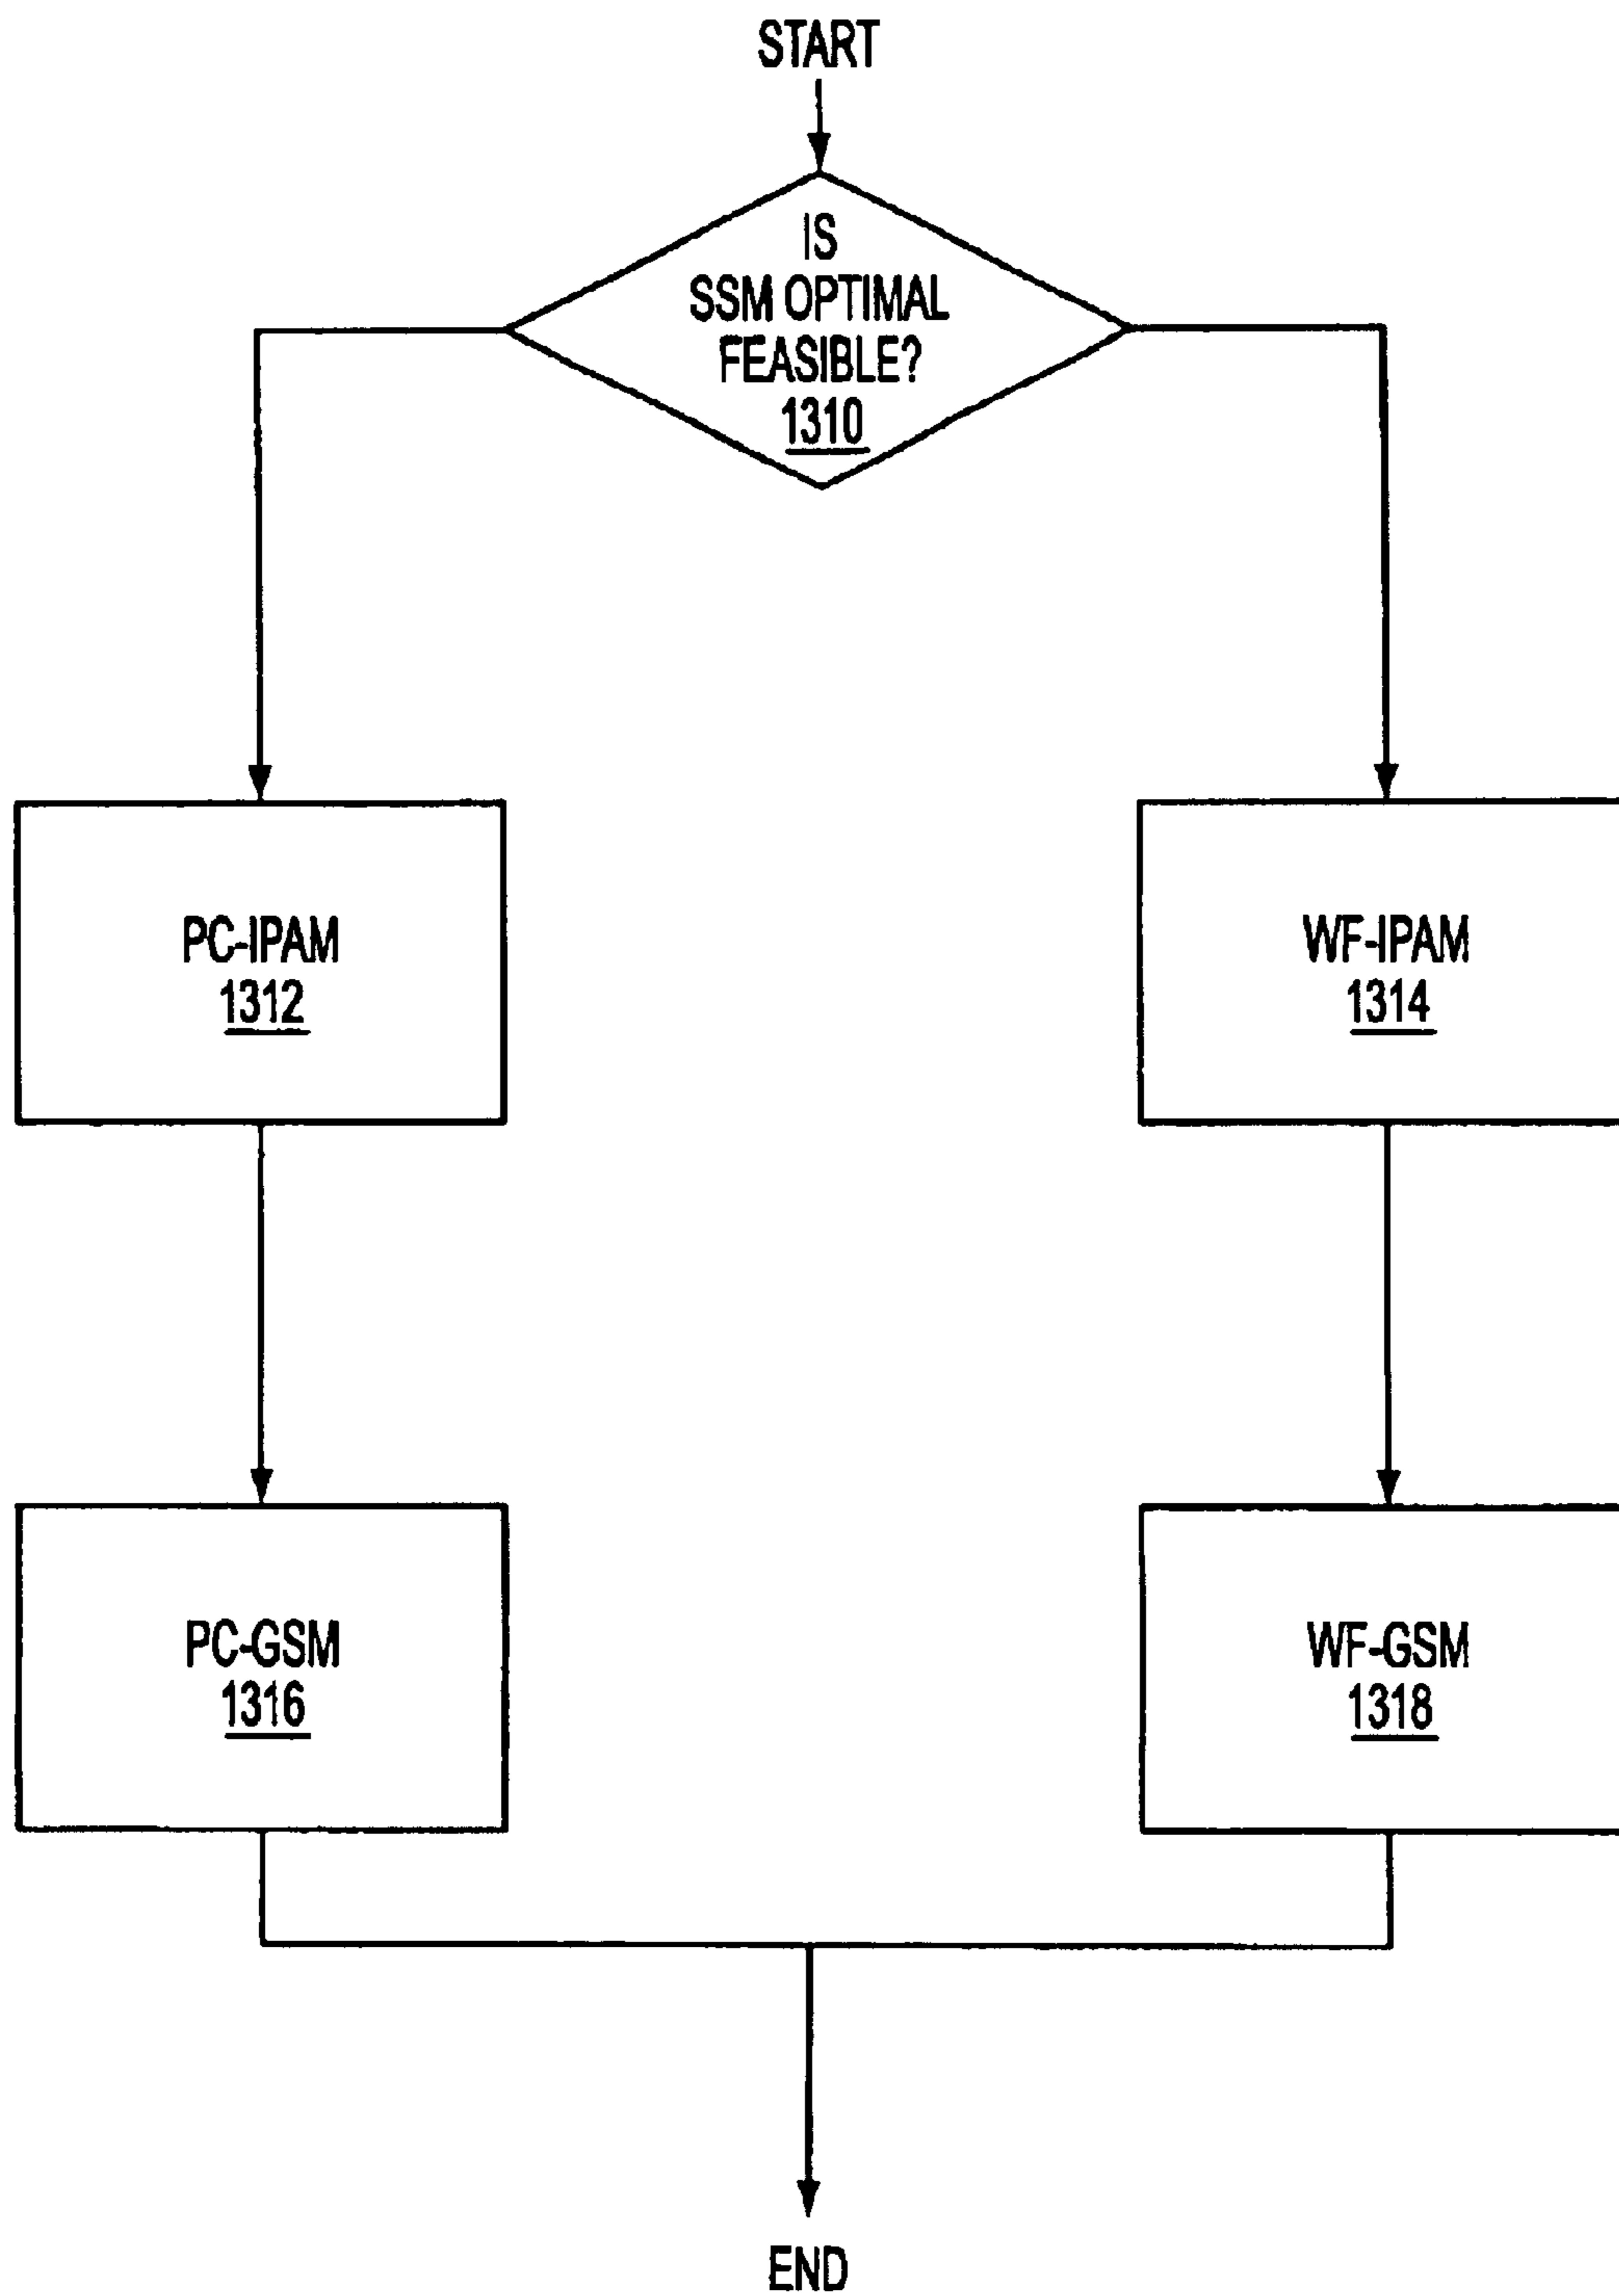 START
IS
SSM OPTIMAL
FEASIBLE?
1310
PC-IPAM
1312
WF-IPAM
1314
PC-GSM
1316
WF-GSM
1318
END